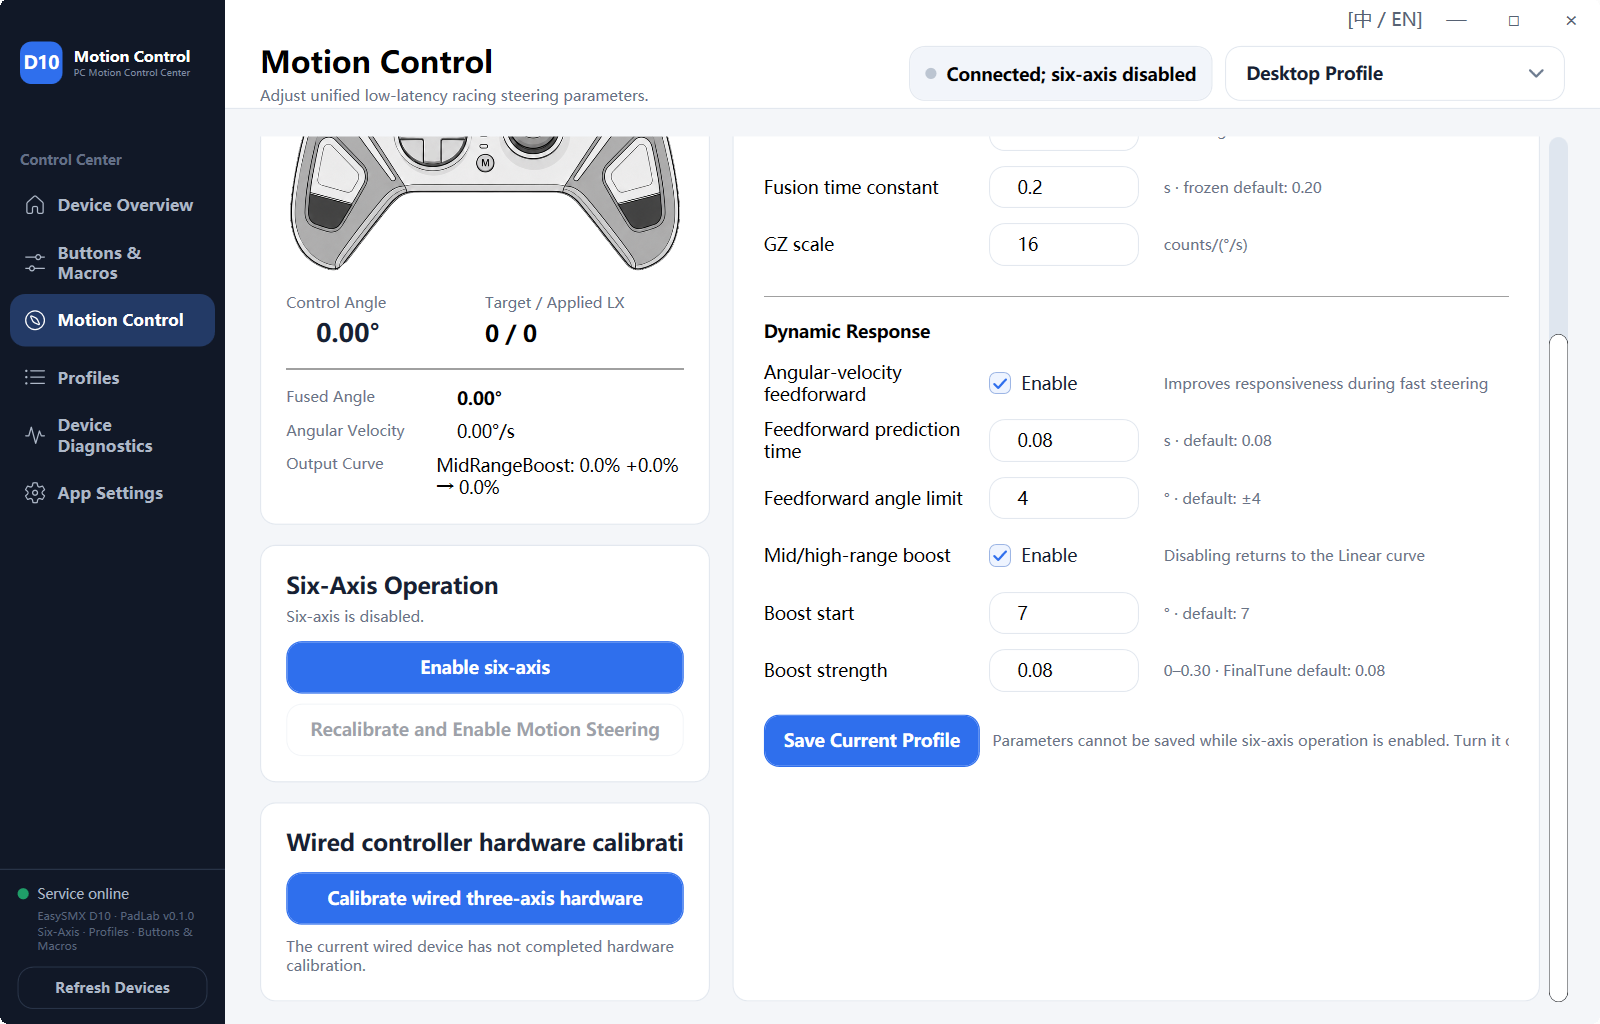 [中 / EN]
D10
Motion Control
PC Motion Control Center
Motion Control
Adjust unified low-latency racing steering parameters.
Connected; six-axis disabled
Desktop Profile
Control Center
Device Overview
Buttons &
Macros
Motion Control
Profiles
Device
Diagnostics
App Settings
Service online
EasySMX D10 · PadLab v0.1.0
Six-Axis · Profiles · Buttons &
Macros
Refresh Devices
M
Control Angle
Target / Applied LX
0.00°
0 / 0
Fused Angle
0.00°
Angular Velocity
0.00°/s
Output Curve
MidRangeBoost: 0.0% +0.0%
→ 0.0%
Six-Axis Operation
Six-axis is disabled.
Enable six-axis
Recalibrate and Enable Motion Steering
Wired controller hardware calibrati
Calibrate wired three-axis hardware
The current wired device has not completed hardware
calibration.
Fusion time constant
0.2
s · frozen default: 0.20
GZ scale
16
counts/(°/s)
Dynamic Response
Angular-velocity
feedforward
Enable
Improves responsiveness during fast steering
Feedforward prediction
time
0.08
s · default: 0.08
Feedforward angle limit
4
° · default: ±4
Mid/high-range boost
Enable
Disabling returns to the Linear curve
Boost start
7
° · default: 7
Boost strength
0.08
0–0.30 · FinalTune default: 0.08
Save Current Profile
Parameters cannot be saved while six-axis operation is enabled. Turn it